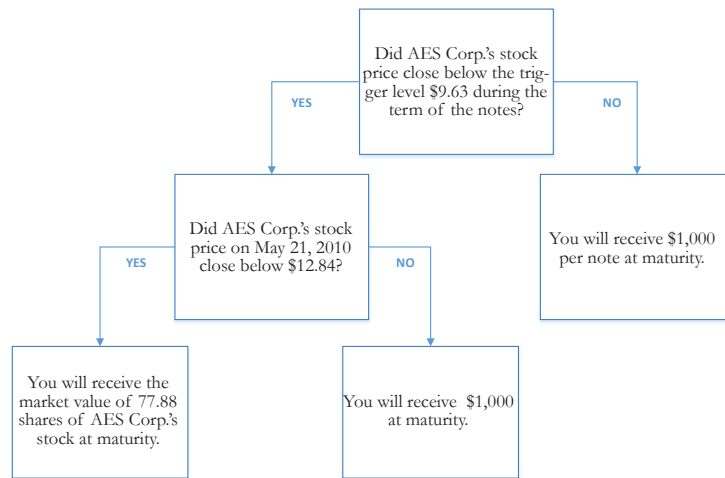 Did AES Corp.'s stock
price close below the trig-
ger level $9.63 during the
term of the notes?
YES
NO
Did AES Corp.'s stock
price on May 21, 2010
close below $12.84?
You will receive $1,000
per note at maturity.
YES
NO
You will receive the
market value of 77.88
shares of AES Corp.'s
stock at maturity.
You will receive $1,000
at maturity.